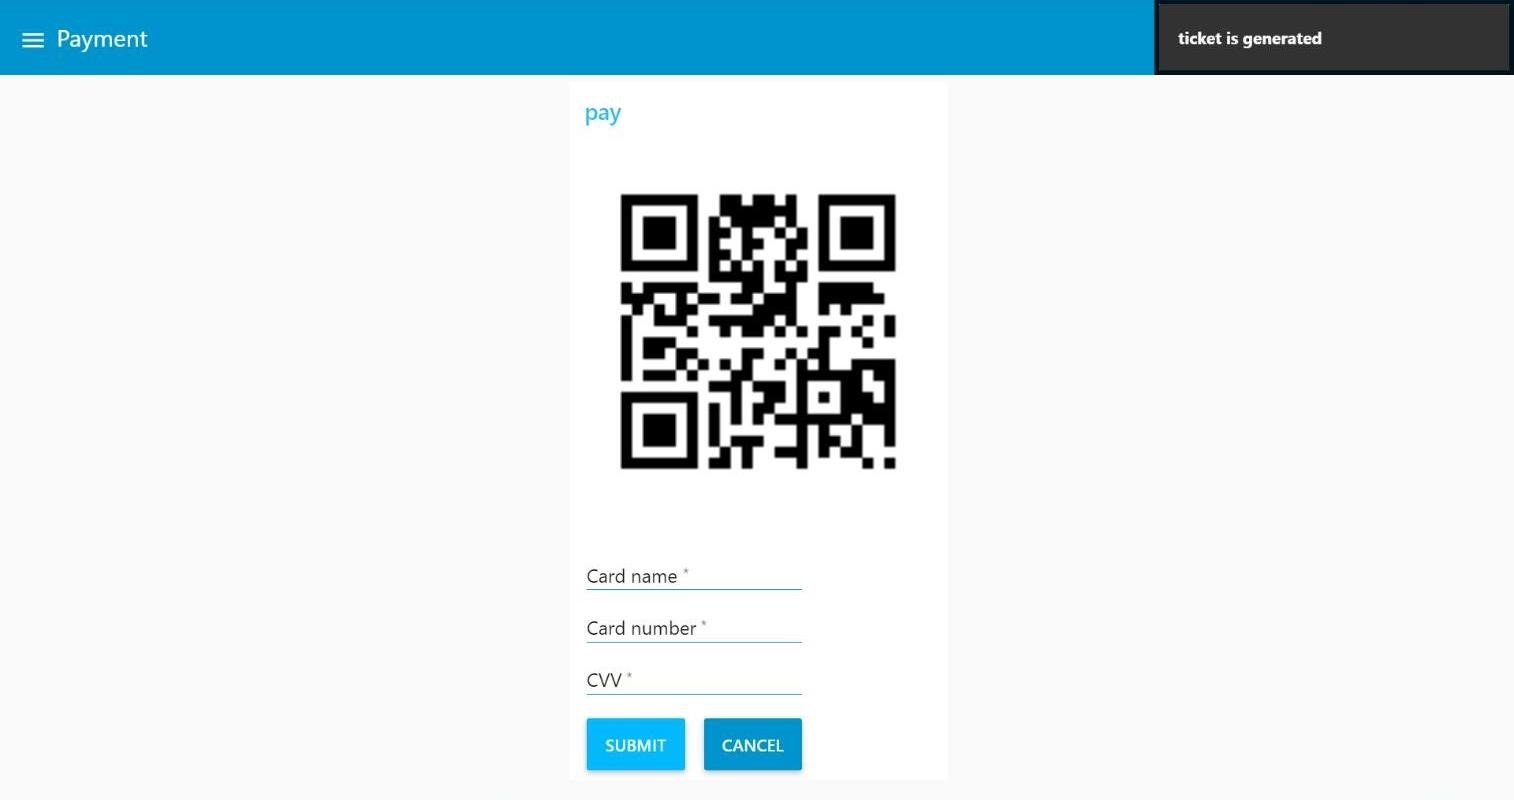 Payment
ticket is generated
pay
Card name *
Card number *
CVV *
SUBMIT
CANCEL